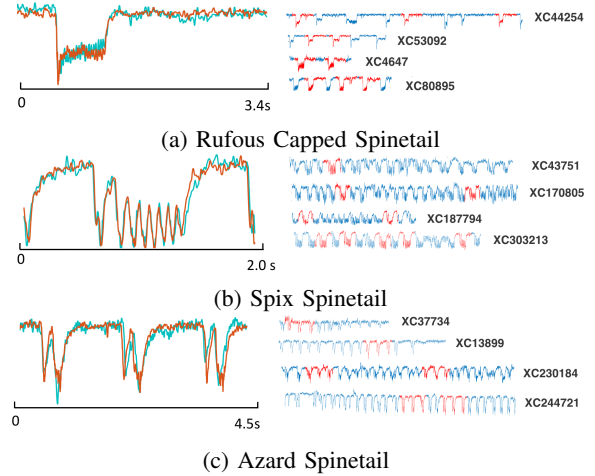 XC44254
XC53092
XC4647
XC80895
0 3.4s
(a) Rufous Capped Spinetail
XC43751
XC170805
XC187794
XC303213
0 2.0 s
(b) Spix Spinetail
XC37734
XC13899
XC230184
XC244721
0 4.5s
(c) Azard Spinetail